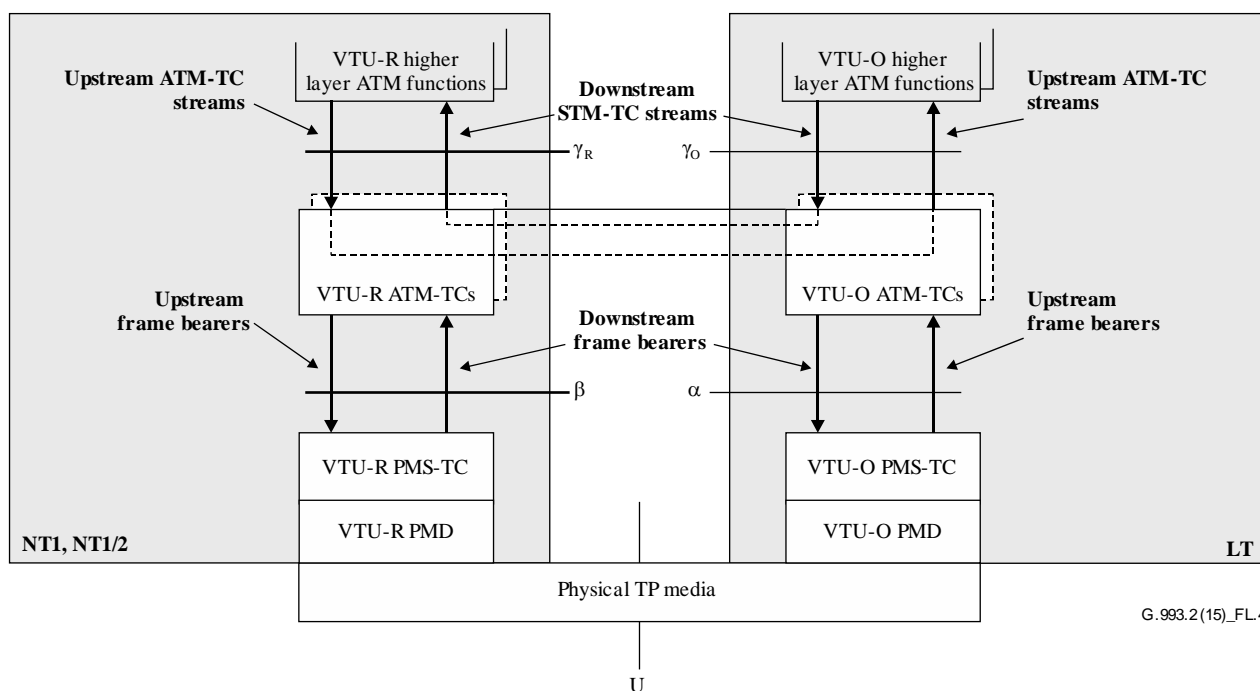 VTU-R higher
layer ATM functions
VTU-O higher
layer ATM functions
Upstream ATM-TC
streams
Downstream
STM-TC streams
Upstream ATM-TC
streams
γR
γO
VTU-R ATM-TCs
VTU-O ATM-TCs
Upstream
frame bearers
Downstream
frame bearers
Upstream
frame bearers
β
α
VTU-R PMS-TC
VTU-O PMS-TC
VTU-R PMD
VTU-O PMD
NT1, NT1/2
LT
Physical TP media
G.993.2(15)_FL.
U